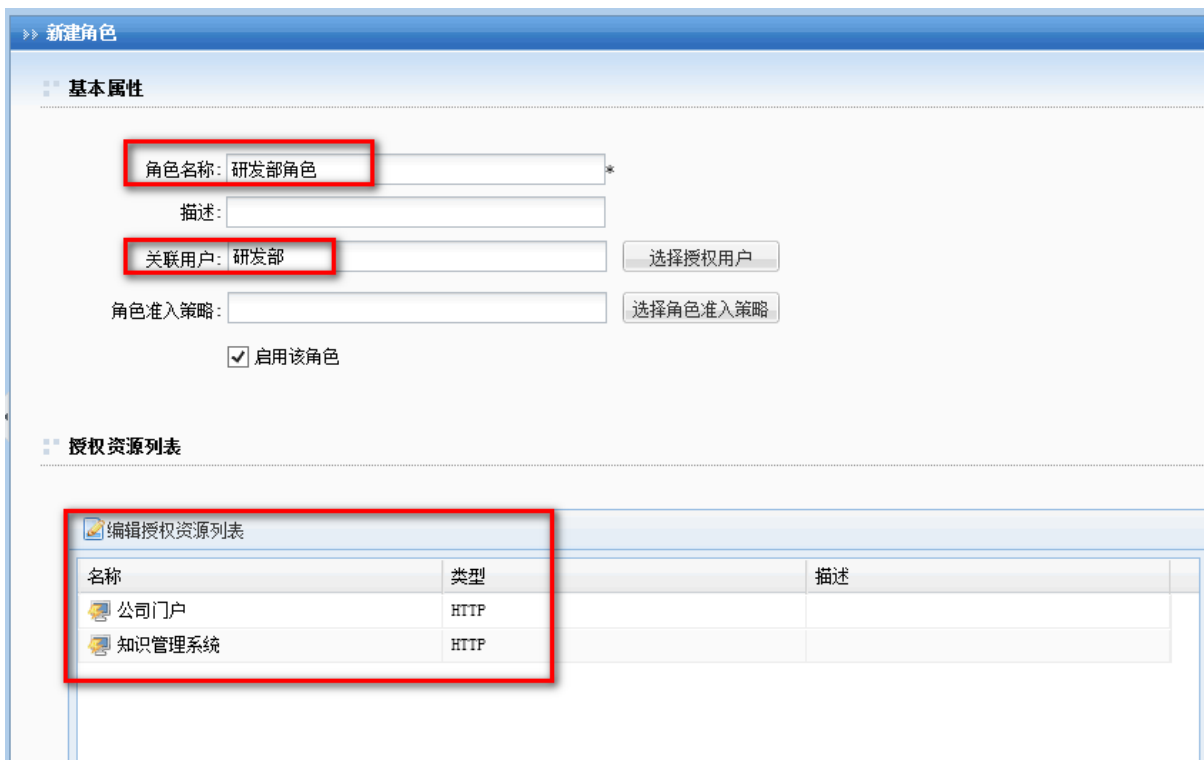 新建角色
基本属性
角色名称: 研发部角色 *
描述:
关联用户: 研发部 选择授权用户
角色准入策略: 选择角色准入策略
启用该角色
授权资源列表
编辑授权资源列表
名称 类型 描述
公司门户 HTTP
知识管理系统 HTTP